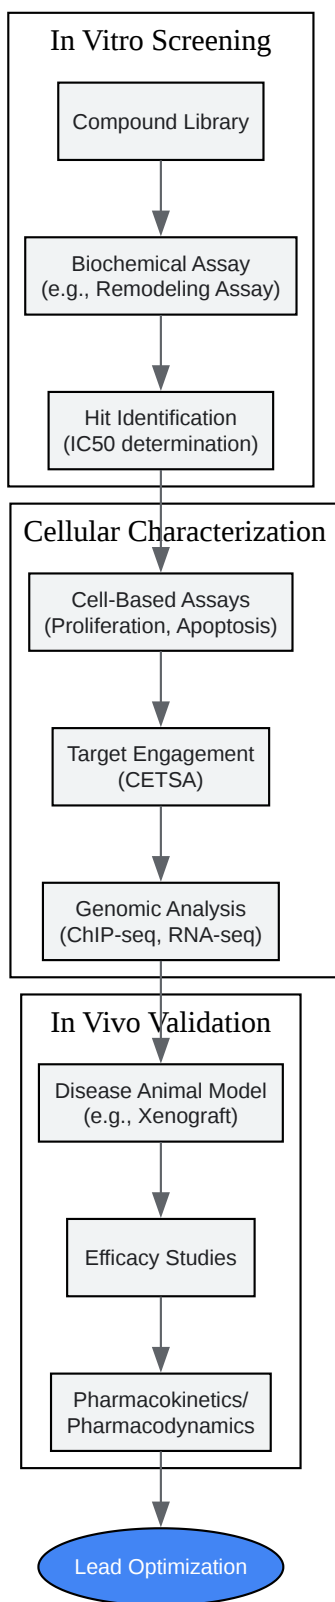 In Vitro Screening
Compound Library
Biochemical Assay
(e.g., Remodeling Assay)
Hit Identification
(IC50 determination)
Cellular Characterization
Cell-Based Assays
(Proliferation, Apoptosis)
Target Engagement
(CETSA)
Genomic Analysis
(ChIP-seq, RNA-seq)
In Vivo Validation
Disease Animal Model
(e.g., Xenograft)
Efficacy Studies
Pharmacokinetics/
Pharmacodynamics
Lead Optimization